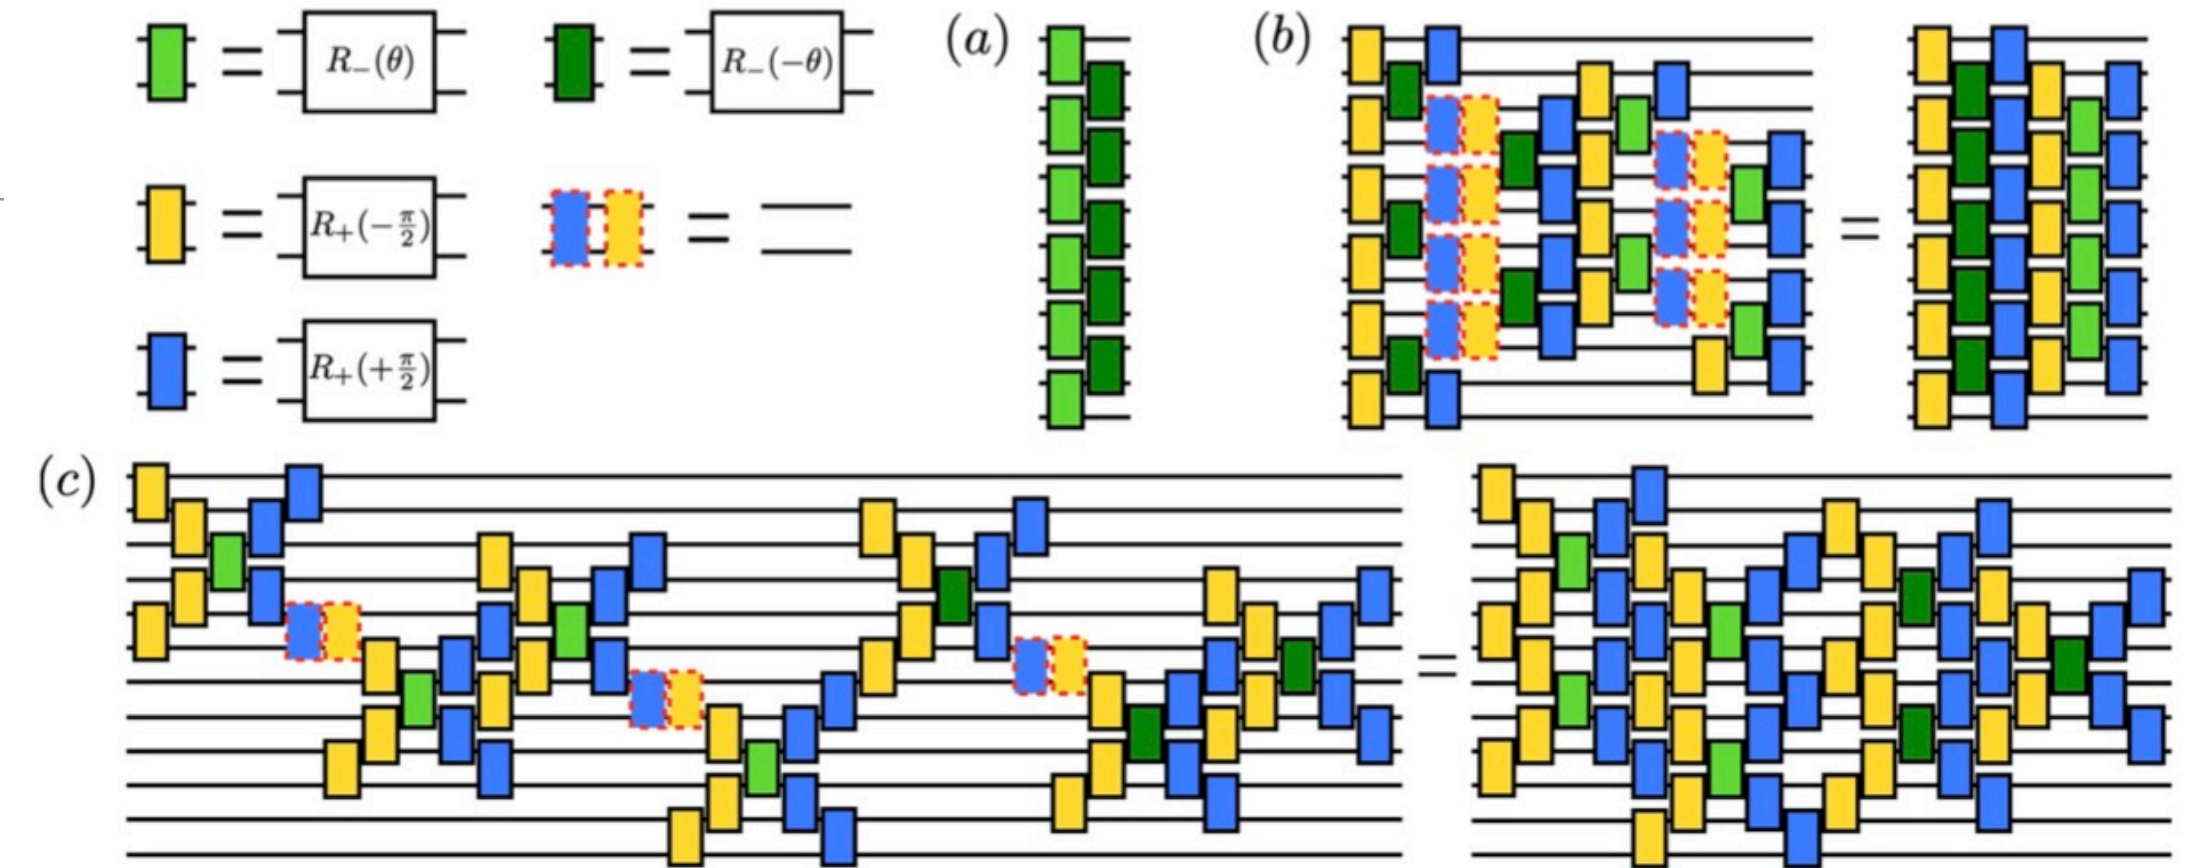 = R₋(θ)
= R₋(−θ)
(a)
(b)
= R₊(−π/2)
=
=
= R₊(+π/2)
(c)
=